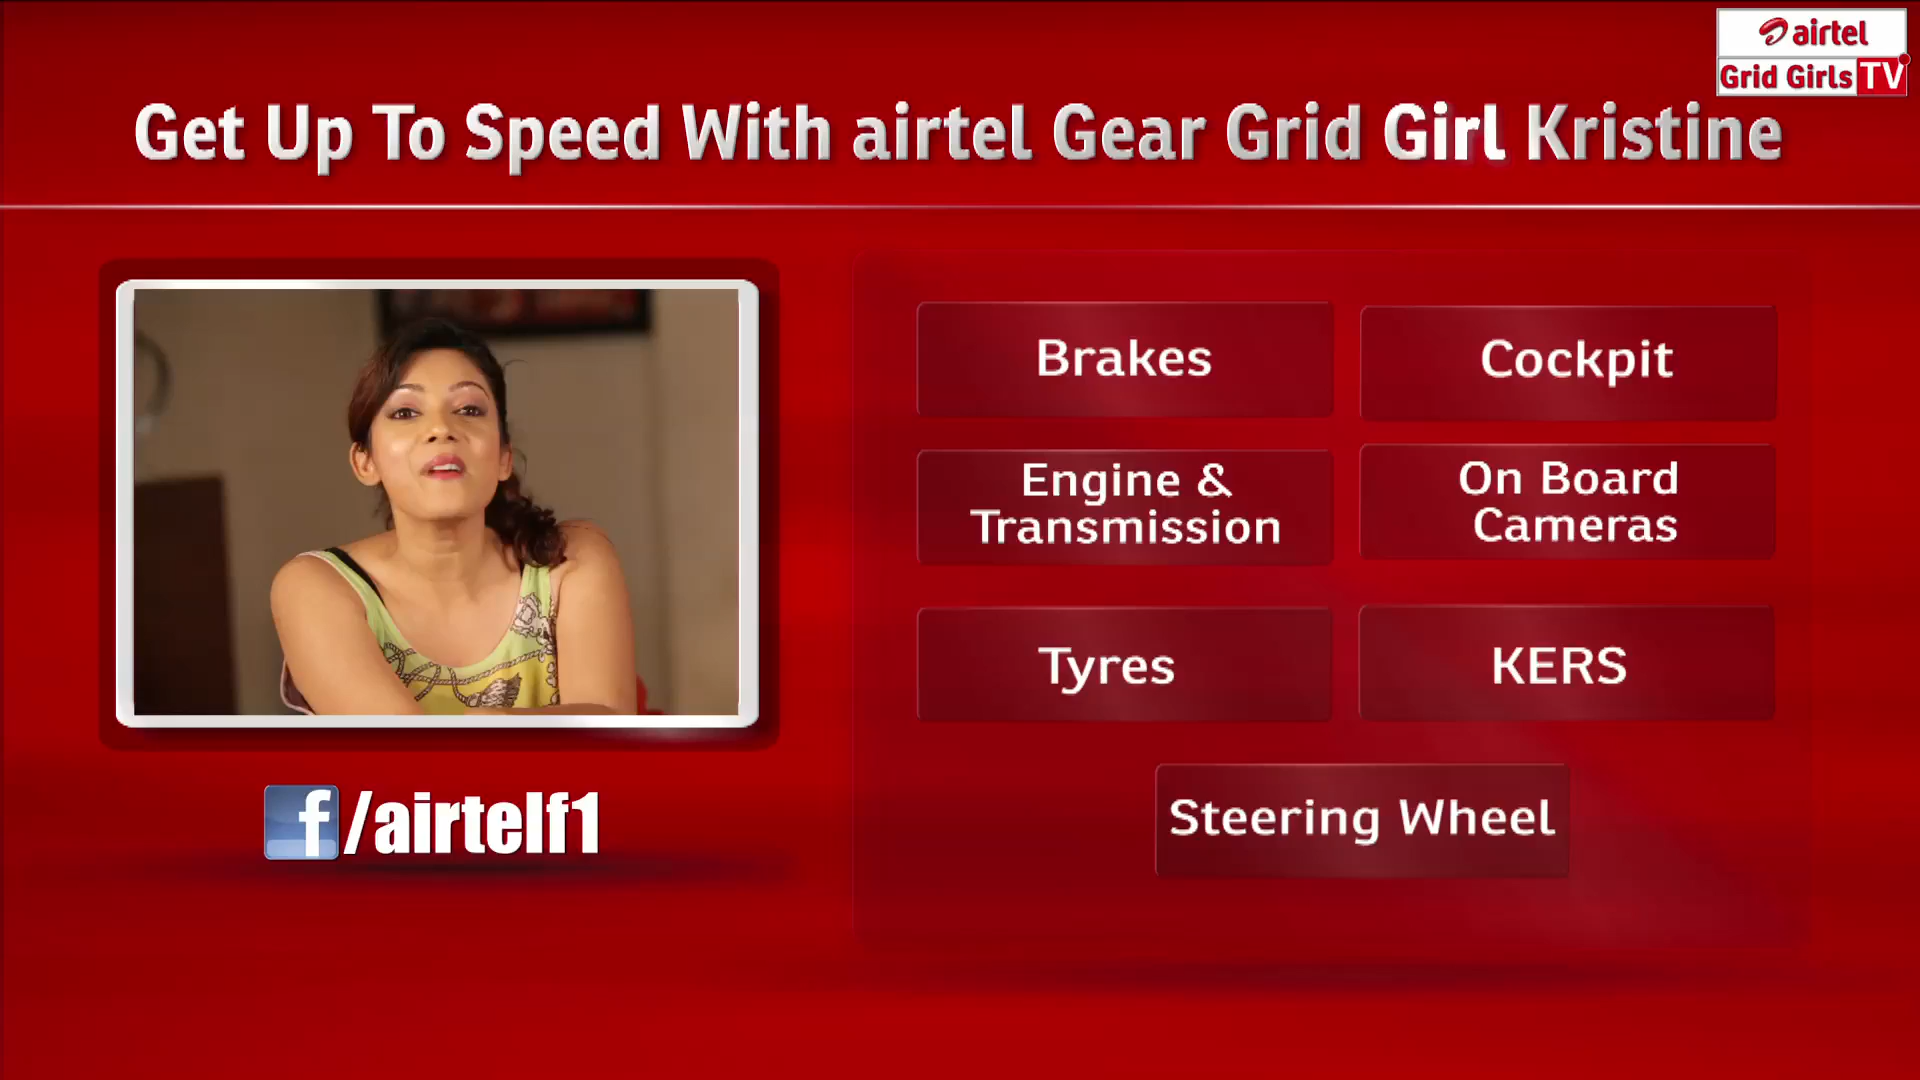 airtel
Grid Girls TV
Get Up To Speed With airtel Gear Grid Girl Kristine
Brakes
Cockpit
Engine &
Transmission
On Board
Cameras
Tyres
KERS
Steering Wheel
f/airtelf1